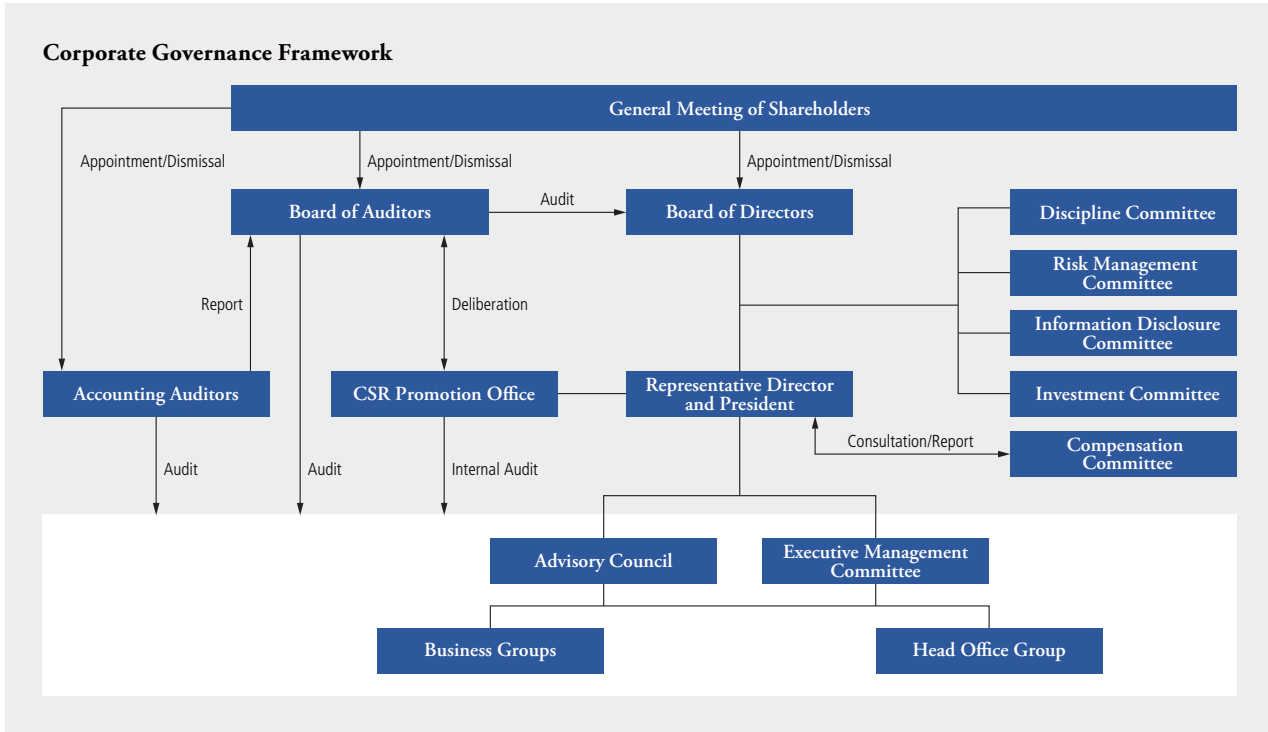 Corporate Governance Framework
General Meeting of Shareholders
Appointment/Dismissal
Appointment/Dismissal
Appointment/Dismissal
Board of Auditors
Audit
Board of Directors
Discipline Committee
Risk Management
Committee
Report
Deliberation
Information Disclosure
Committee
Accounting Auditors
CSR Promotion Office
Representative Director
and President
Investment Committee
Consultation/Report
Compensation
Committee
Audit
Audit
Internal Audit
Advisory Council
Executive Management
Committee
Business Groups
Head Office Group